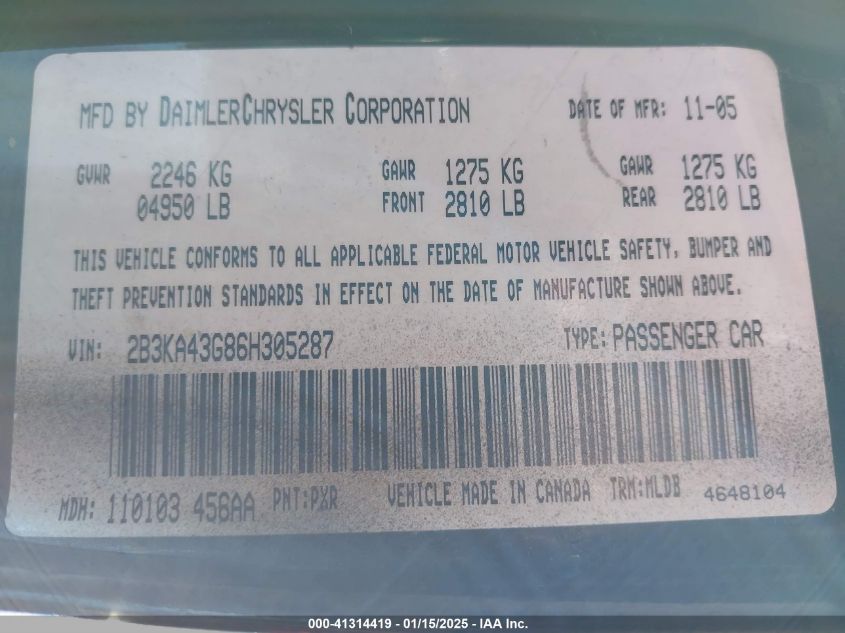 MFD BY DAIMLERCHRYSLER CORPORATION DATE OF MFR: 11-05
GVWR 2246 KG GAWR 1275 KG GAWR 1275 KG
04950 LB FRONT 2810 LB REAR 2810 LB
THIS VEHICLE CONFORMS TO ALL APPLICABLE FEDERAL MOTOR VEHICLE SAFETY, BUMPER AND
THEFT PREVENTION STANDARDS IN EFFECT ON THE DATE OF MANUFACTURE SHOWN ABOVE.
VIN: 2B3KA43G86H305287 TYPE: PASSENGER CAR
MDH: 110103 456AA PNT:PXR VEHICLE MADE IN CANADA TRM:MLDB 4648104
000-41314419 - 01/15/2025 - IAA Inc.